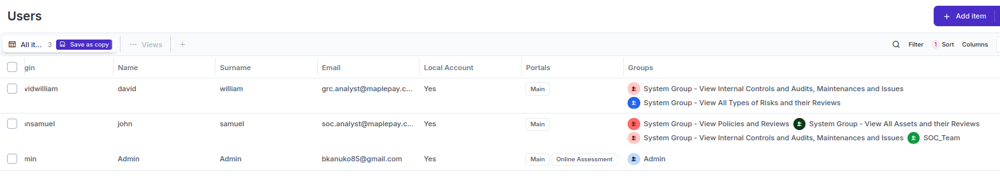 Users
+ Add item
All it... 3 Save as copy ... Views +
Filter 1 Sort Columns
gin Name Surname Email Local Account Portals Groups
vidwilliam david william grc.analyst@maplepay.c... Yes Main System Group - View Internal Controls and Audits, Maintenances and Issues
System Group - View All Types of Risks and their Reviews
nsamuel john samuel soc.analyst@maplepay.c... Yes Main System Group - View Policies and Reviews System Group - View All Assets and their Reviews
System Group - View Internal Controls and Audits, Maintenances and Issues SOC_Team
min Admin Admin bkanuko85@gmail.com Yes Main Online Assessment Admin